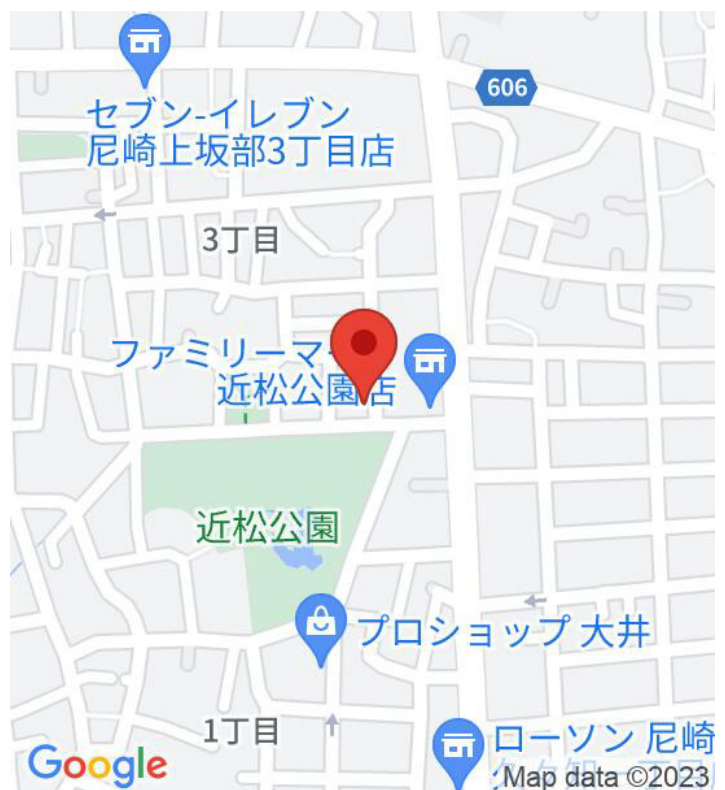 セブン-イレブン
尼崎上坂部3丁目店
606
3丁目
ファミリーマ
近松公園店
近松公園
プロショップ 大井
1丁目
ローソン 尼崎
Google
Map data ©2023